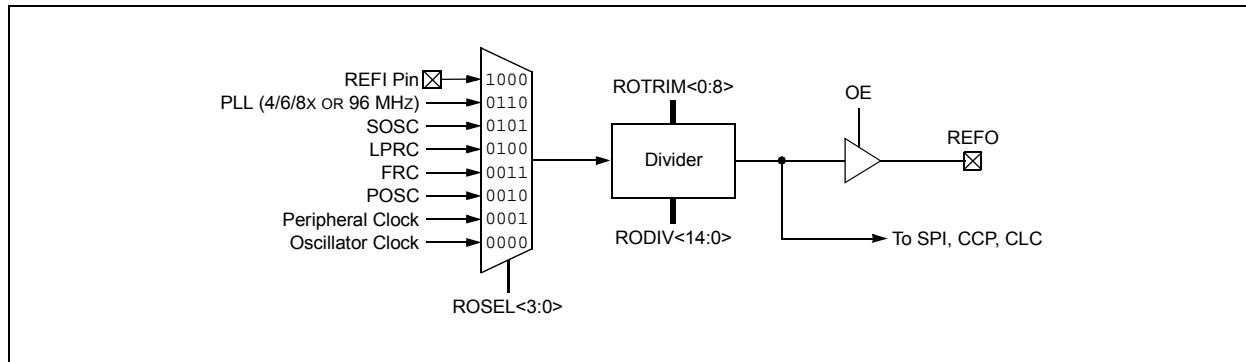 REFI Pin 1000
PLL (4/6/8X OR 96 MHZ) 0110
SOSC 0101
LPRC 0100
FRC 0011
POSC 0010
Peripheral Clock 0001
Oscillator Clock 0000
ROSEL<3:0>
ROTRIM<0:8>
Divider
RODIV<14:0>
OE
REFO
To SPI, CCP, CLC